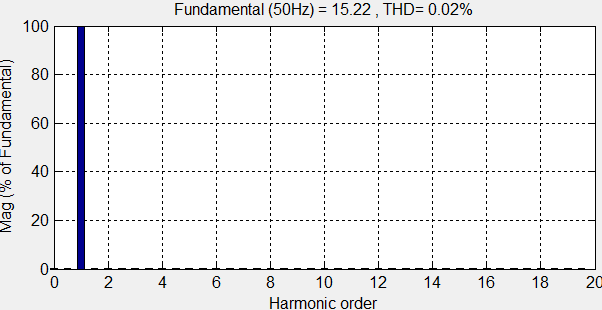 Fundamental (50Hz) = 15.22 , THD= 0.02%
100
80
60
40
20
0
Mag (% of Fundamental)
0 2 4 6 8 10 12 14 16 18 20
Harmonic order